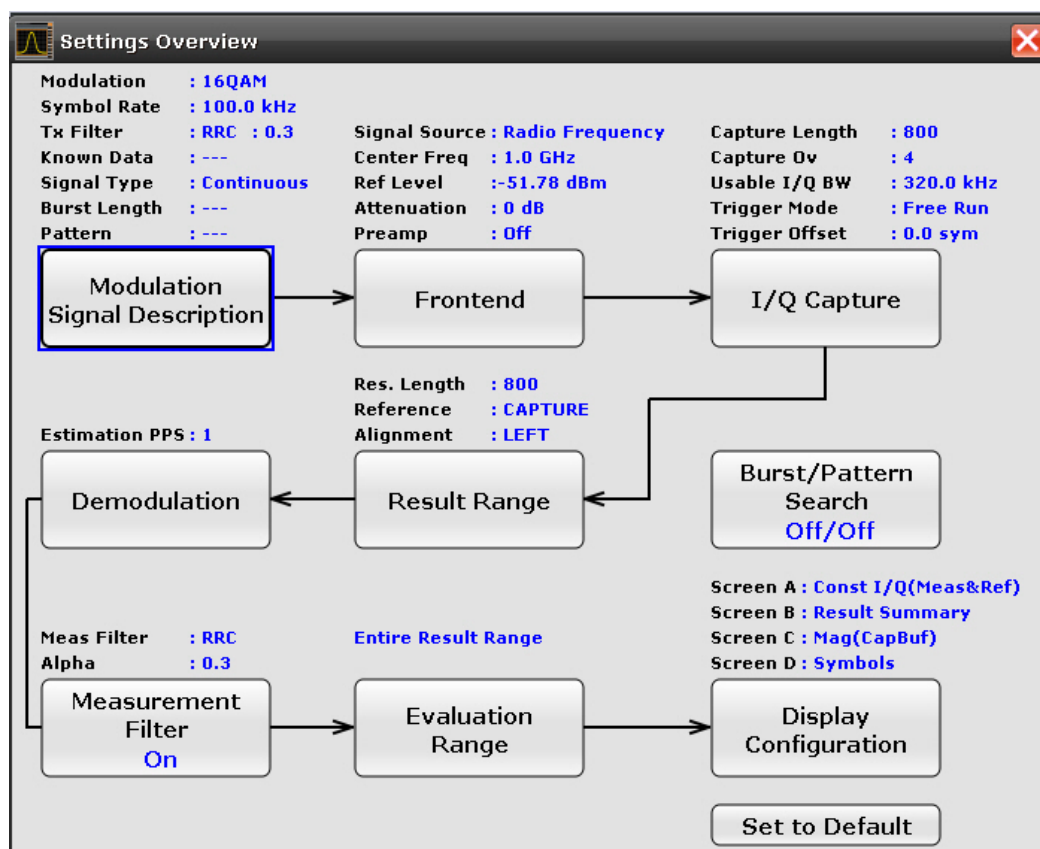 Settings Overview
Modulation : 16QAM
Symbol Rate : 100.0 kHz
Tx Filter : RRC : 0.3
Known Data : ---
Signal Type : Continuous
Burst Length : ---
Pattern : ---
Modulation
Signal Description
Signal Source : Radio Frequency
Center Freq : 1.0 GHz
Ref Level :-51.78 dBm
Attenuation : 0 dB
Preamp : Off
Frontend
Capture Length : 800
Capture Ov : 4
Usable I/Q BW : 320.0 kHz
Trigger Mode : Free Run
Trigger Offset : 0.0 sym
I/Q Capture
Estimation PPS : 1
Demodulation
Res. Length : 800
Reference : CAPTURE
Alignment : LEFT
Result Range
Burst/Pattern
Search
Off/Off
Meas Filter : RRC
Alpha : 0.3
Measurement
Filter
On
Entire Result Range
Evaluation
Range
Screen A : Const I/Q(Meas&Ref)
Screen B : Result Summary
Screen C : Mag(CapBuf)
Screen D : Symbols
Display
Configuration
Set to Default